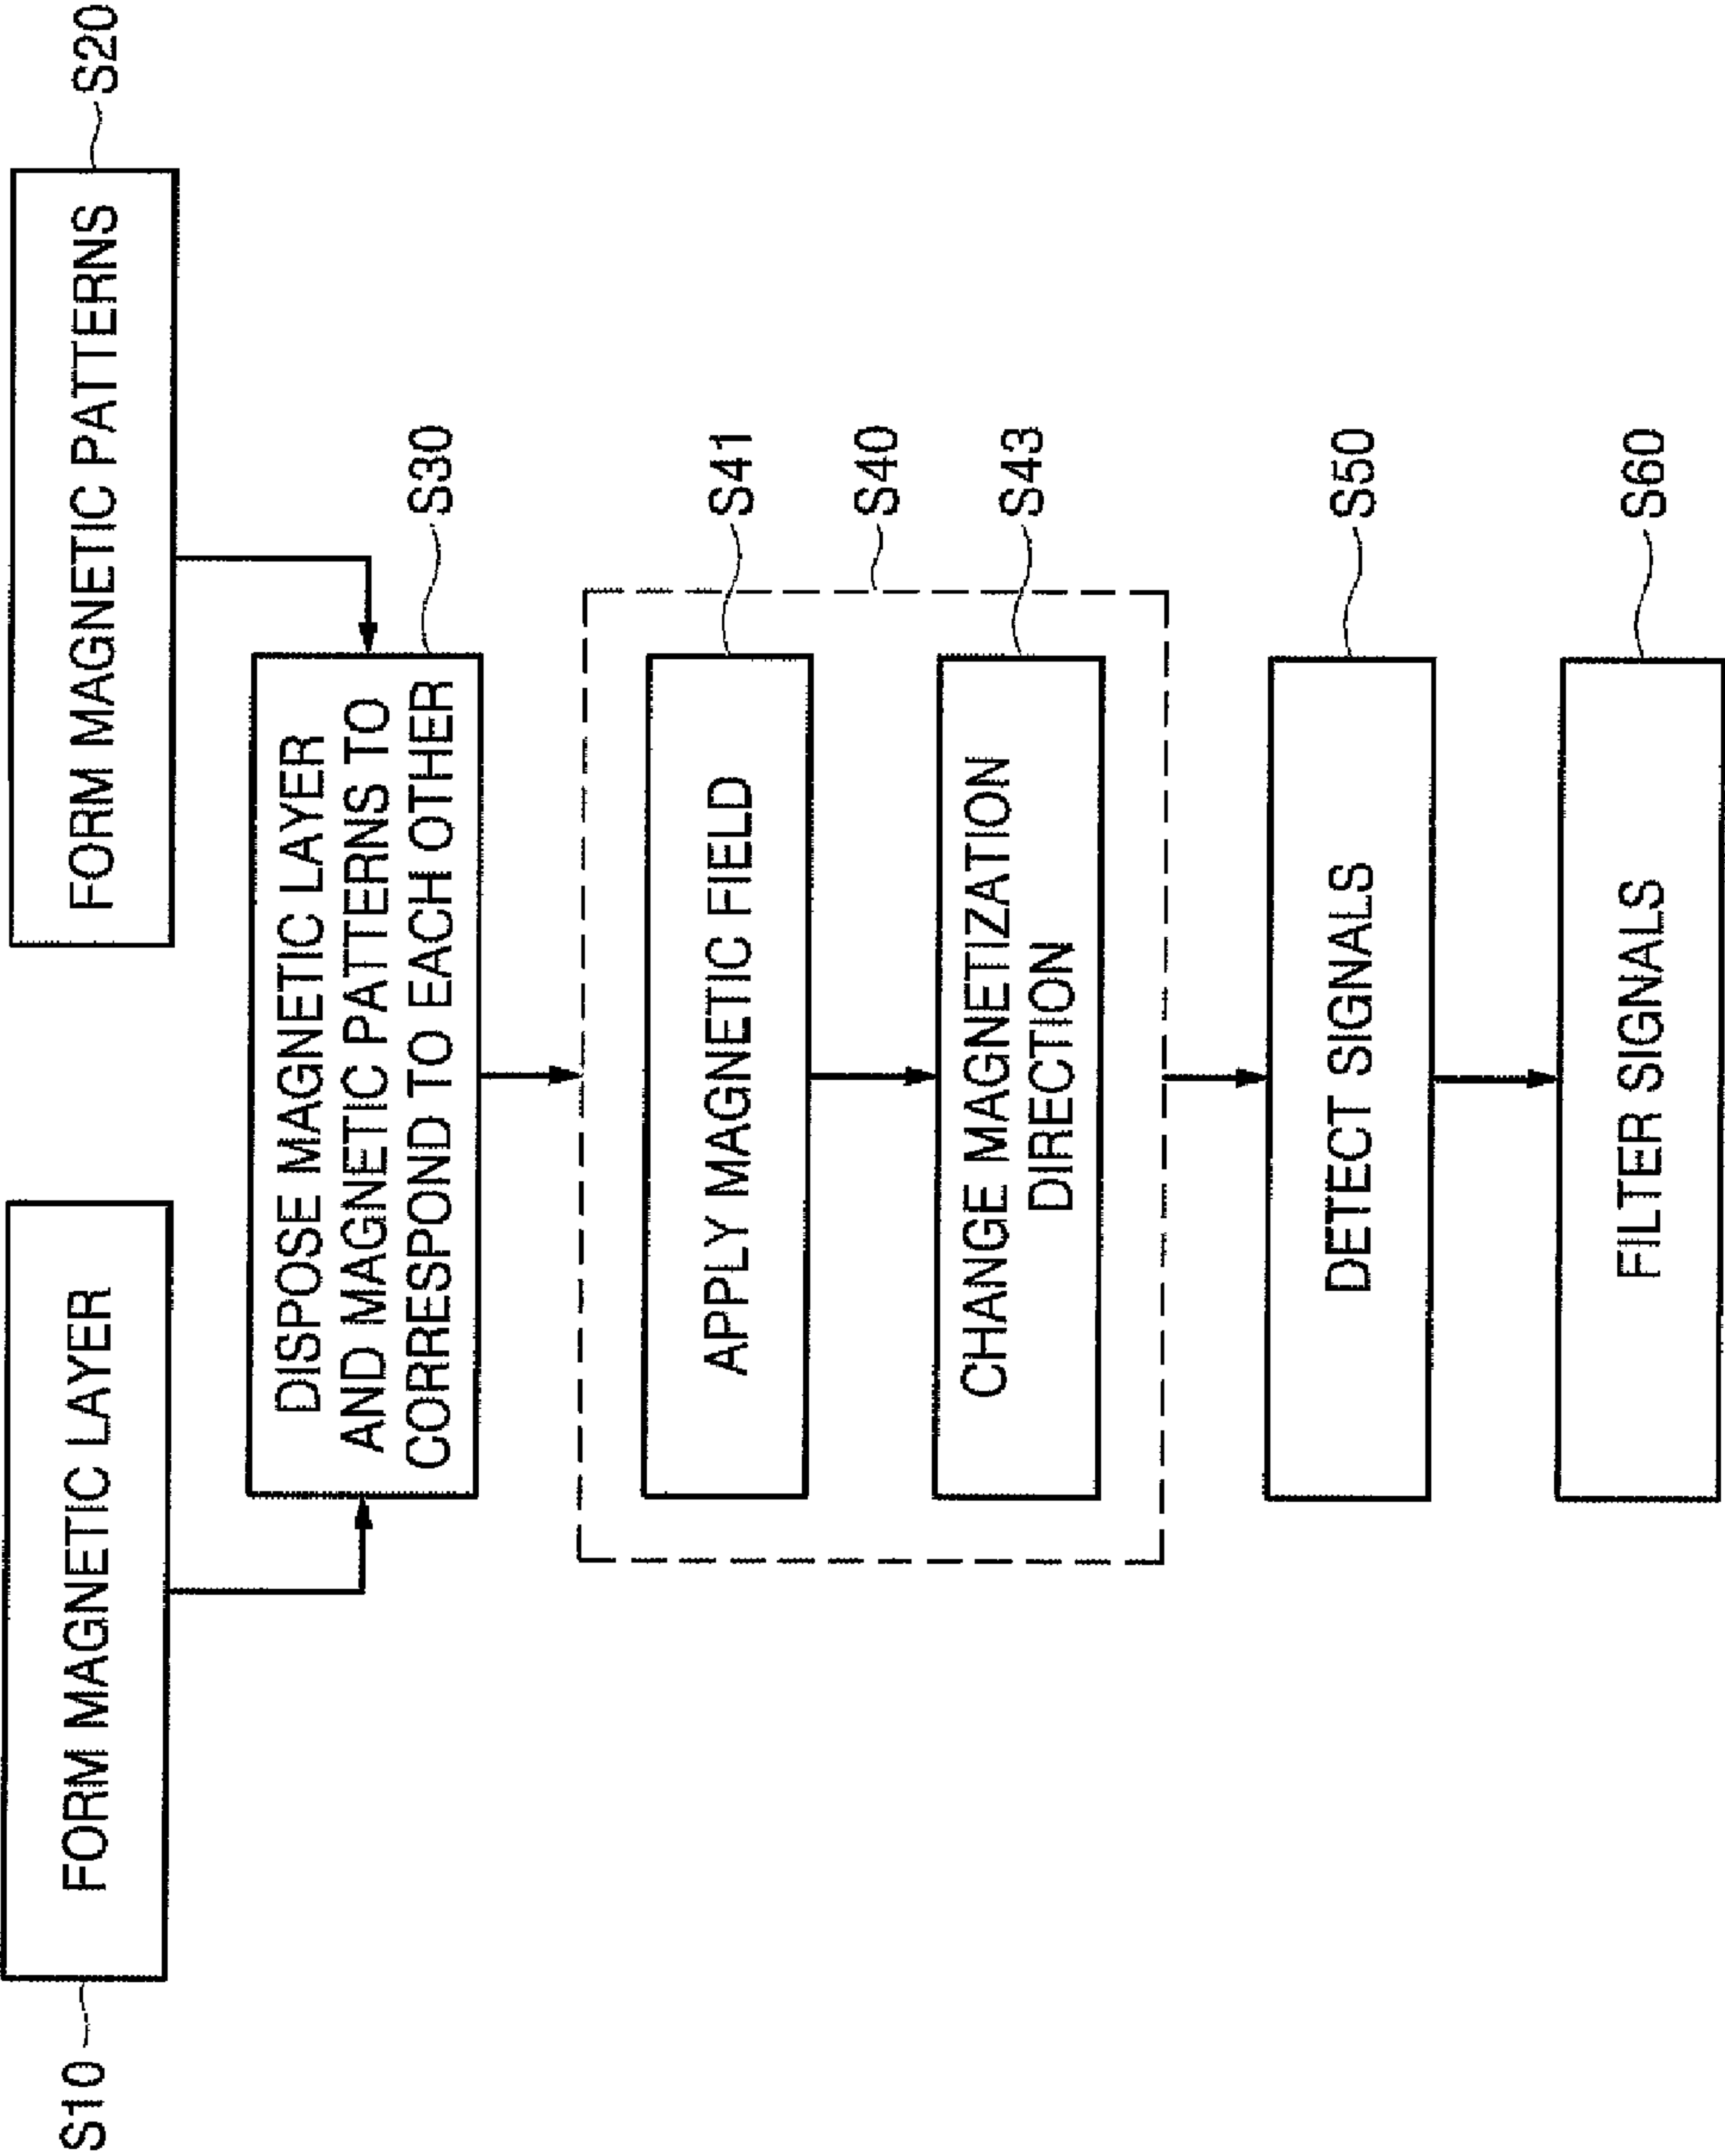 S10
FORM MAGNETIC LAYER
FORM MAGNETIC PATTERNS
S20
DISPOSE MAGNETIC LAYER
AND MAGNETIC PATTERNS TO
CORRESPOND TO EACH OTHER
S30
APPLY MAGNETIC FIELD
S41
S40
CHANGE MAGNETIZATION
DIRECTION
S43
DETECT SIGNALS
S50
FILTER SIGNALS
S60